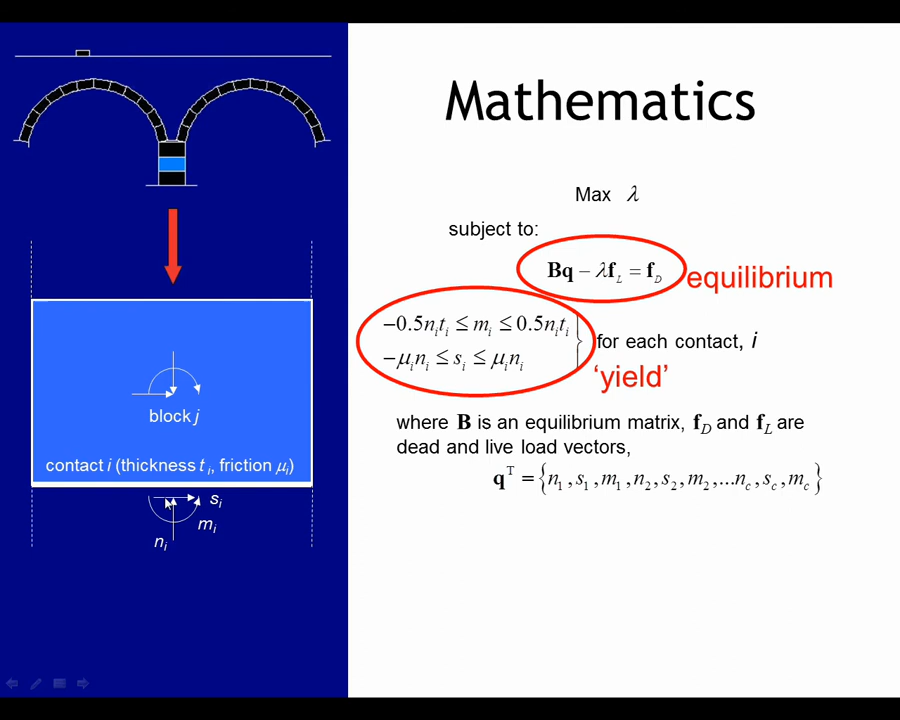 Mathematics
Max λ
subject to:
Bq − λf_L = f_D
equilibrium
−0.5n_i t_i ≤ m_i ≤ 0.5n_i t_i
−μ_i n_i ≤ s_i ≤ μ_i n_i
for each contact, i
‘yield’
where B is an equilibrium matrix, f_D and f_L are
dead and live load vectors,
q^T = {n_1, s_1, m_1, n_2, s_2, m_2, ...n_c, s_c, m_c}
block j
contact i (thickness t_i, friction μ_i)
s_i
m_i
n_i